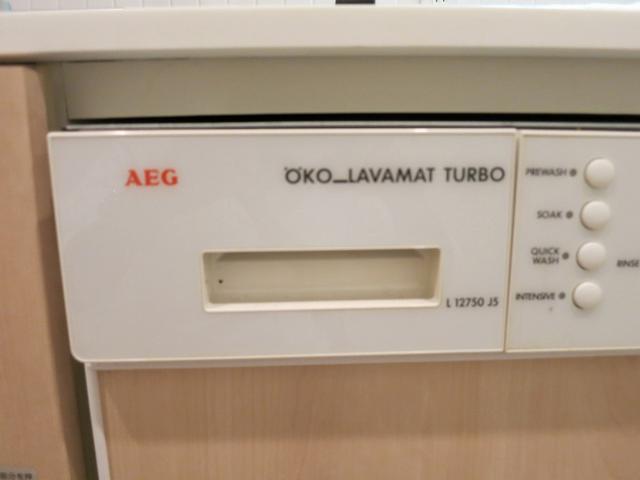 AEG
ÖKO_LAVAMAT TURBO
L 12750 J5
PREWASH
SOAK
QUICK
WASH
RINSE
INTENSIVE